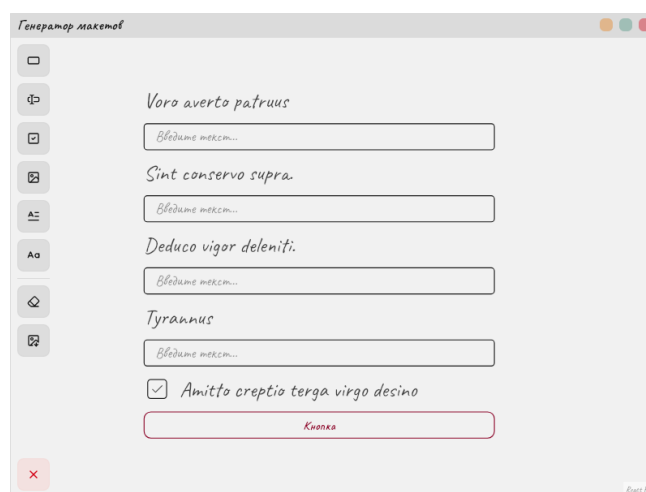 Генератор макетов
Voro averto patruus
Введите текст...
Sint conservo supra.
Введите текст...
Aa
Deduco vigor deleniti.
Введите текст...
Tyrannus
Введите текст...
Amitto creptio terga virgo desino
Кнопка